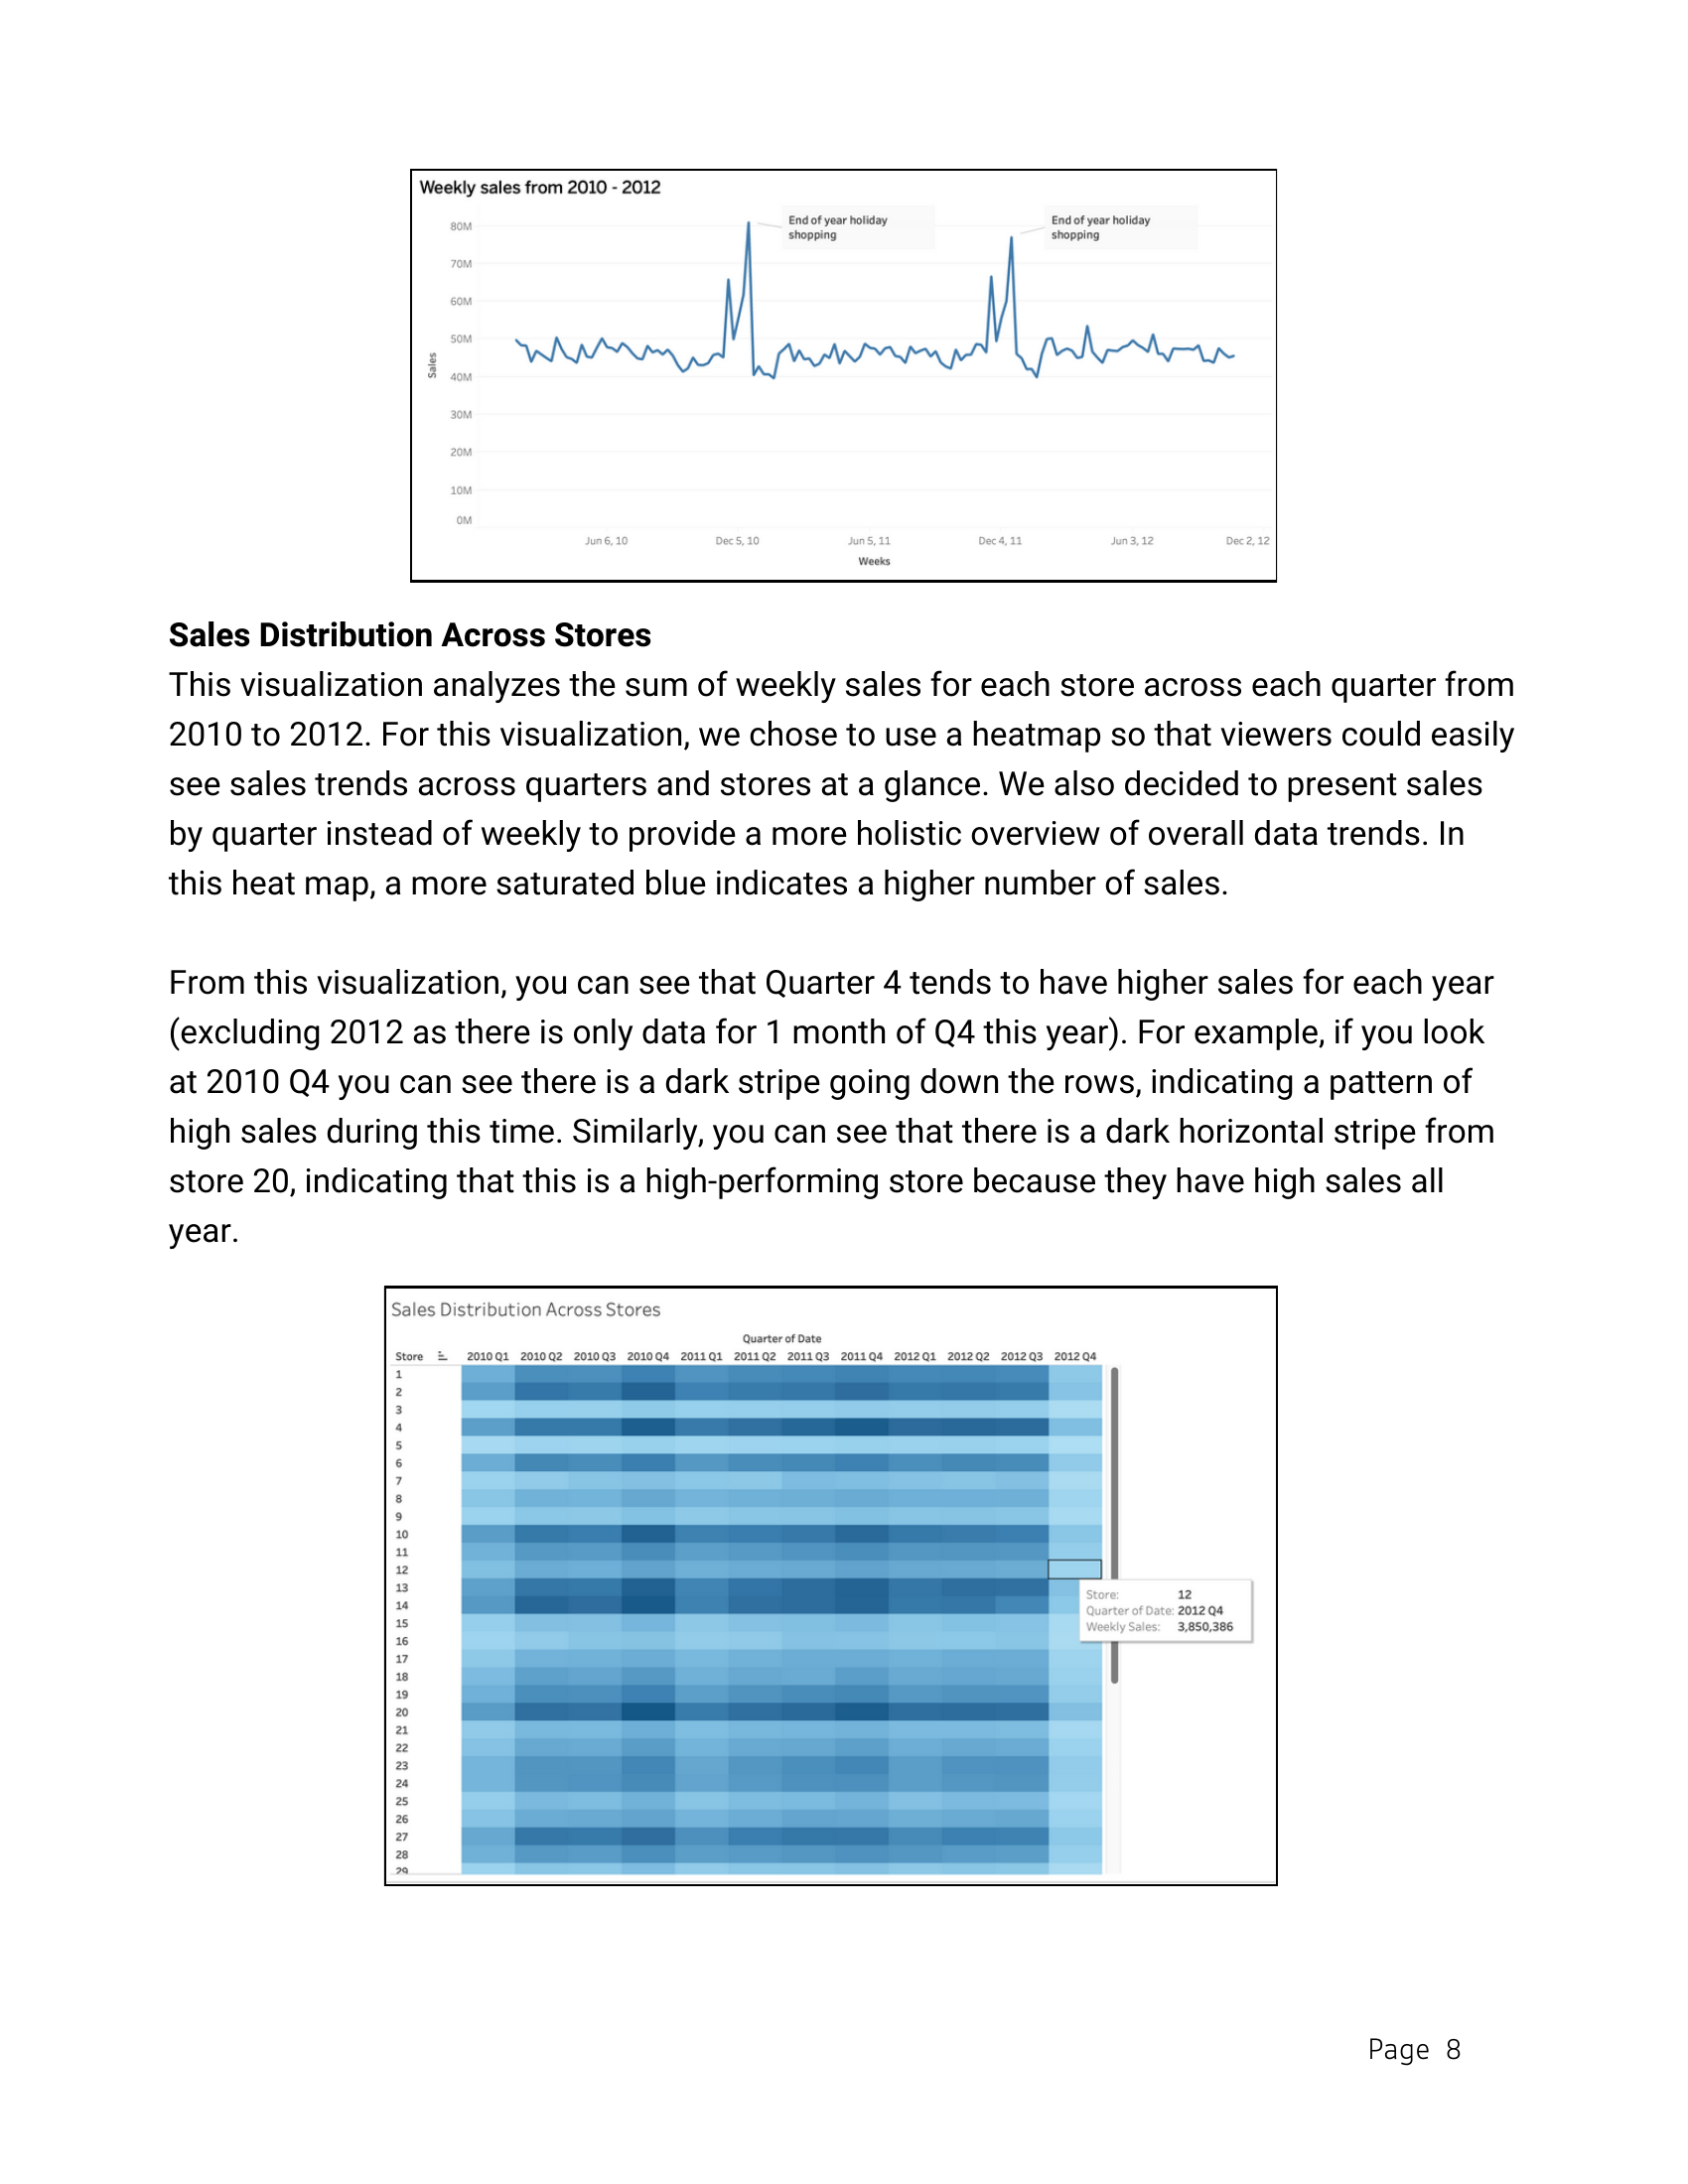 Weekly sales from 2010 - 2012
End of year holiday
shopping
End of year holiday
shopping
80M
70M
60M
50M
40M
30M
20M
10M
0M
Sales
Jun 6, 10
Dec 5, 10
Jun 5, 11
Dec 4, 11
Jun 3, 12
Dec 2, 12
Weeks
Sales Distribution Across Stores
This visualization analyzes the sum of weekly sales for each store across each quarter from
2010 to 2012. For this visualization, we chose to use a heatmap so that viewers could easily
see sales trends across quarters and stores at a glance. We also decided to present sales
by quarter instead of weekly to provide a more holistic overview of overall data trends. In
this heat map, a more saturated blue indicates a higher number of sales.
From this visualization, you can see that Quarter 4 tends to have higher sales for each year
(excluding 2012 as there is only data for 1 month of Q4 this year). For example, if you look
at 2010 Q4 you can see there is a dark stripe going down the rows, indicating a pattern of
high sales during this time. Similarly, you can see that there is a dark horizontal stripe from
store 20, indicating that this is a high-performing store because they have high sales all
year.
Sales Distribution Across Stores
Quarter of Date
Store 2010 Q1 2010 Q2 2010 Q3 2010 Q4 2011 Q1 2011 Q2 2011 Q3 2011 Q4 2012 Q1 2012 Q2 2012 Q3 2012 Q4
1
2
3
4
5
6
7
8
9
10
11
12
13
14
15
16
17
18
19
20
21
22
23
24
25
26
27
28
29
Store: 12
Quarter of Date: 2012 Q4
Weekly Sales: 3,850,386
Page 8